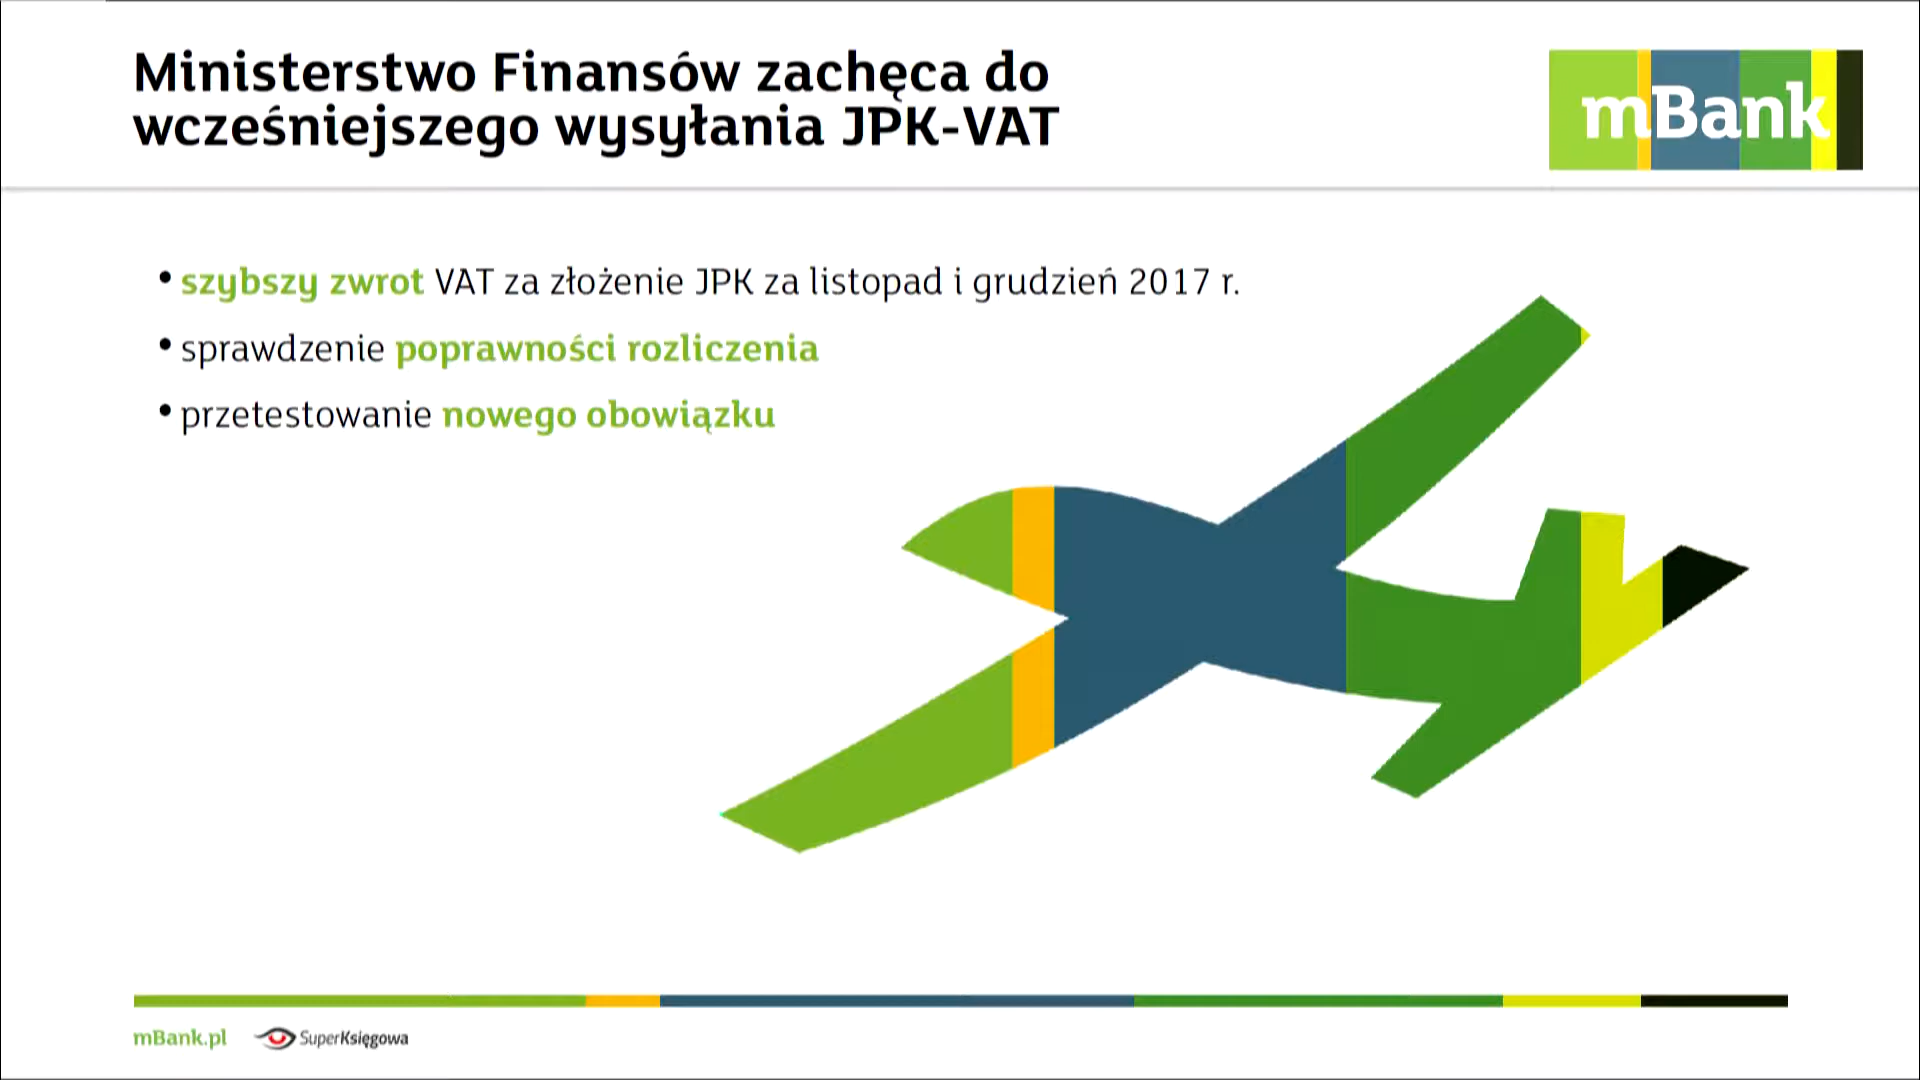 Ministerstwo Finansów zachęca do
wcześniejszego wysyłania JPK-VAT
mBank
• szybszy zwrot VAT za złożenie JPK za listopad i grudzień 2017 r.
• sprawdzenie poprawności rozliczenia
• przetestowanie nowego obowiązku
mBank.pl SuperKsięgowa